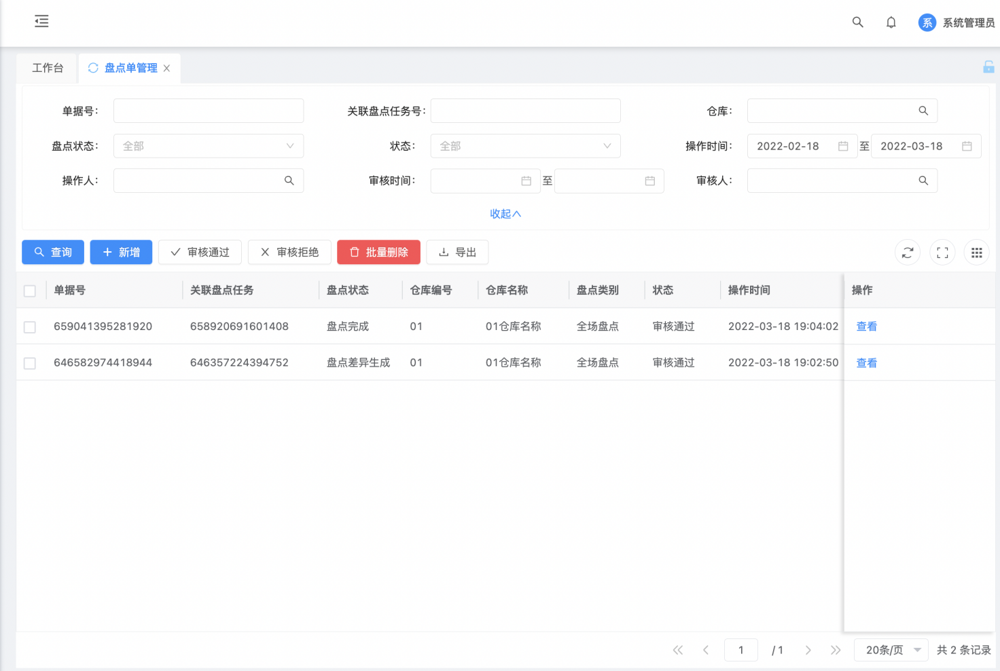 系 系统管理员
工作台 盘点单管理
单据号： 关联盘点任务号： 仓库：
盘点状态： 全部 状态： 全部 操作时间： 2022-02-18 至 2022-03-18
操作人： 审核时间： 至 审核人：
收起
查询 新增 审核通过 审核拒绝 批量删除 导出
单据号 关联盘点任务 盘点状态 仓库编号 仓库名称 盘点类别 状态 操作时间 操作
659041395281920 658920691601408 盘点完成 01 01仓库名称 全场盘点 审核通过 2022-03-18 19:04:02 查看
646582974418944 646357224394752 盘点差异生成 01 01仓库名称 全场盘点 审核通过 2022-03-18 19:02:50 查看
1 / 1 20条/页 共 2 条记录